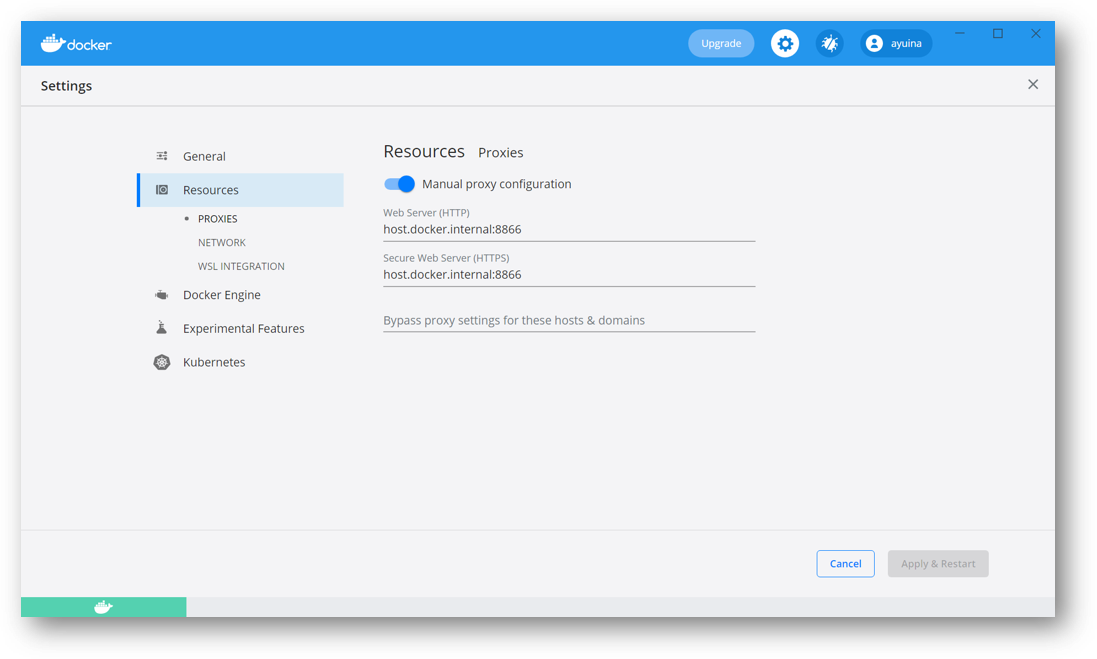 docker
Upgrade
ayuina
Settings
General
Resources
PROXIES
NETWORK
WSL INTEGRATION
Docker Engine
Experimental Features
Kubernetes
Resources Proxies
Manual proxy configuration
Web Server (HTTP)
host.docker.internal:8866
Secure Web Server (HTTPS)
host.docker.internal:8866
Bypass proxy settings for these hosts & domains
Cancel
Apply & Restart